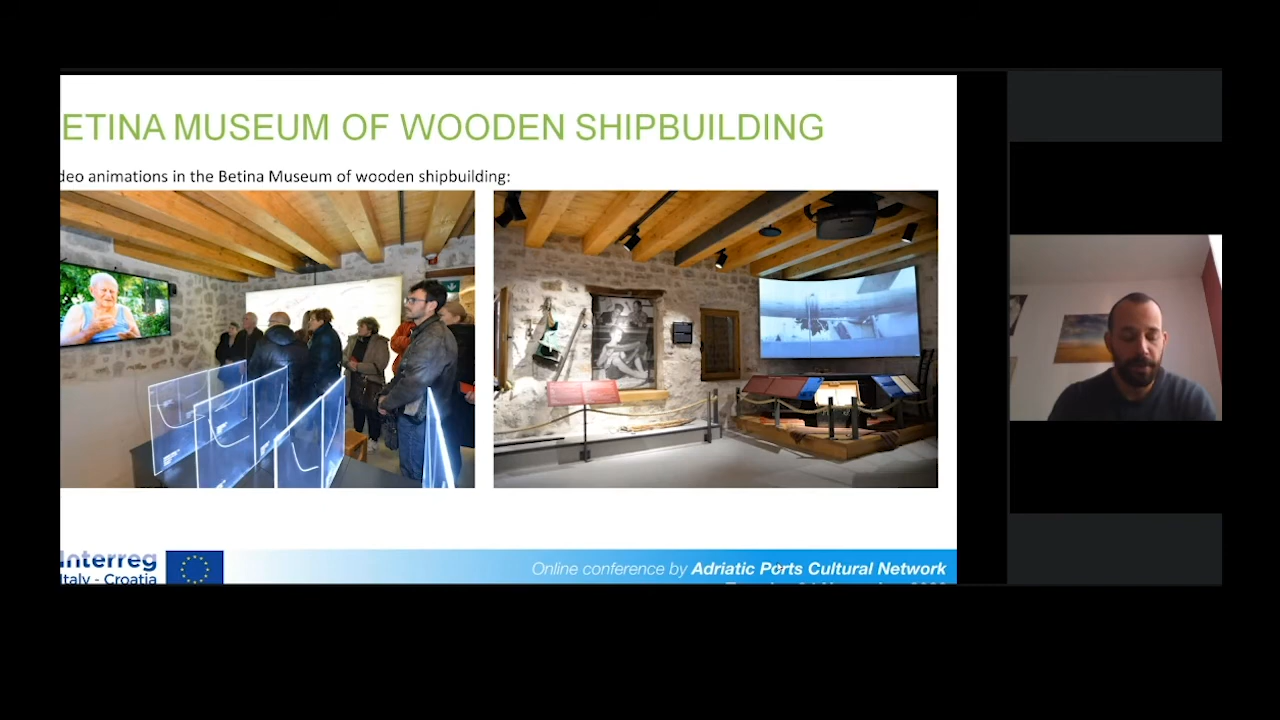 ETINA MUSEUM OF WOODEN SHIPBUILDING
deo animations in the Betina Museum of wooden shipbuilding:
Interreg
Italy - Croatia
Online conference by Adriatic Ports Cultural Network